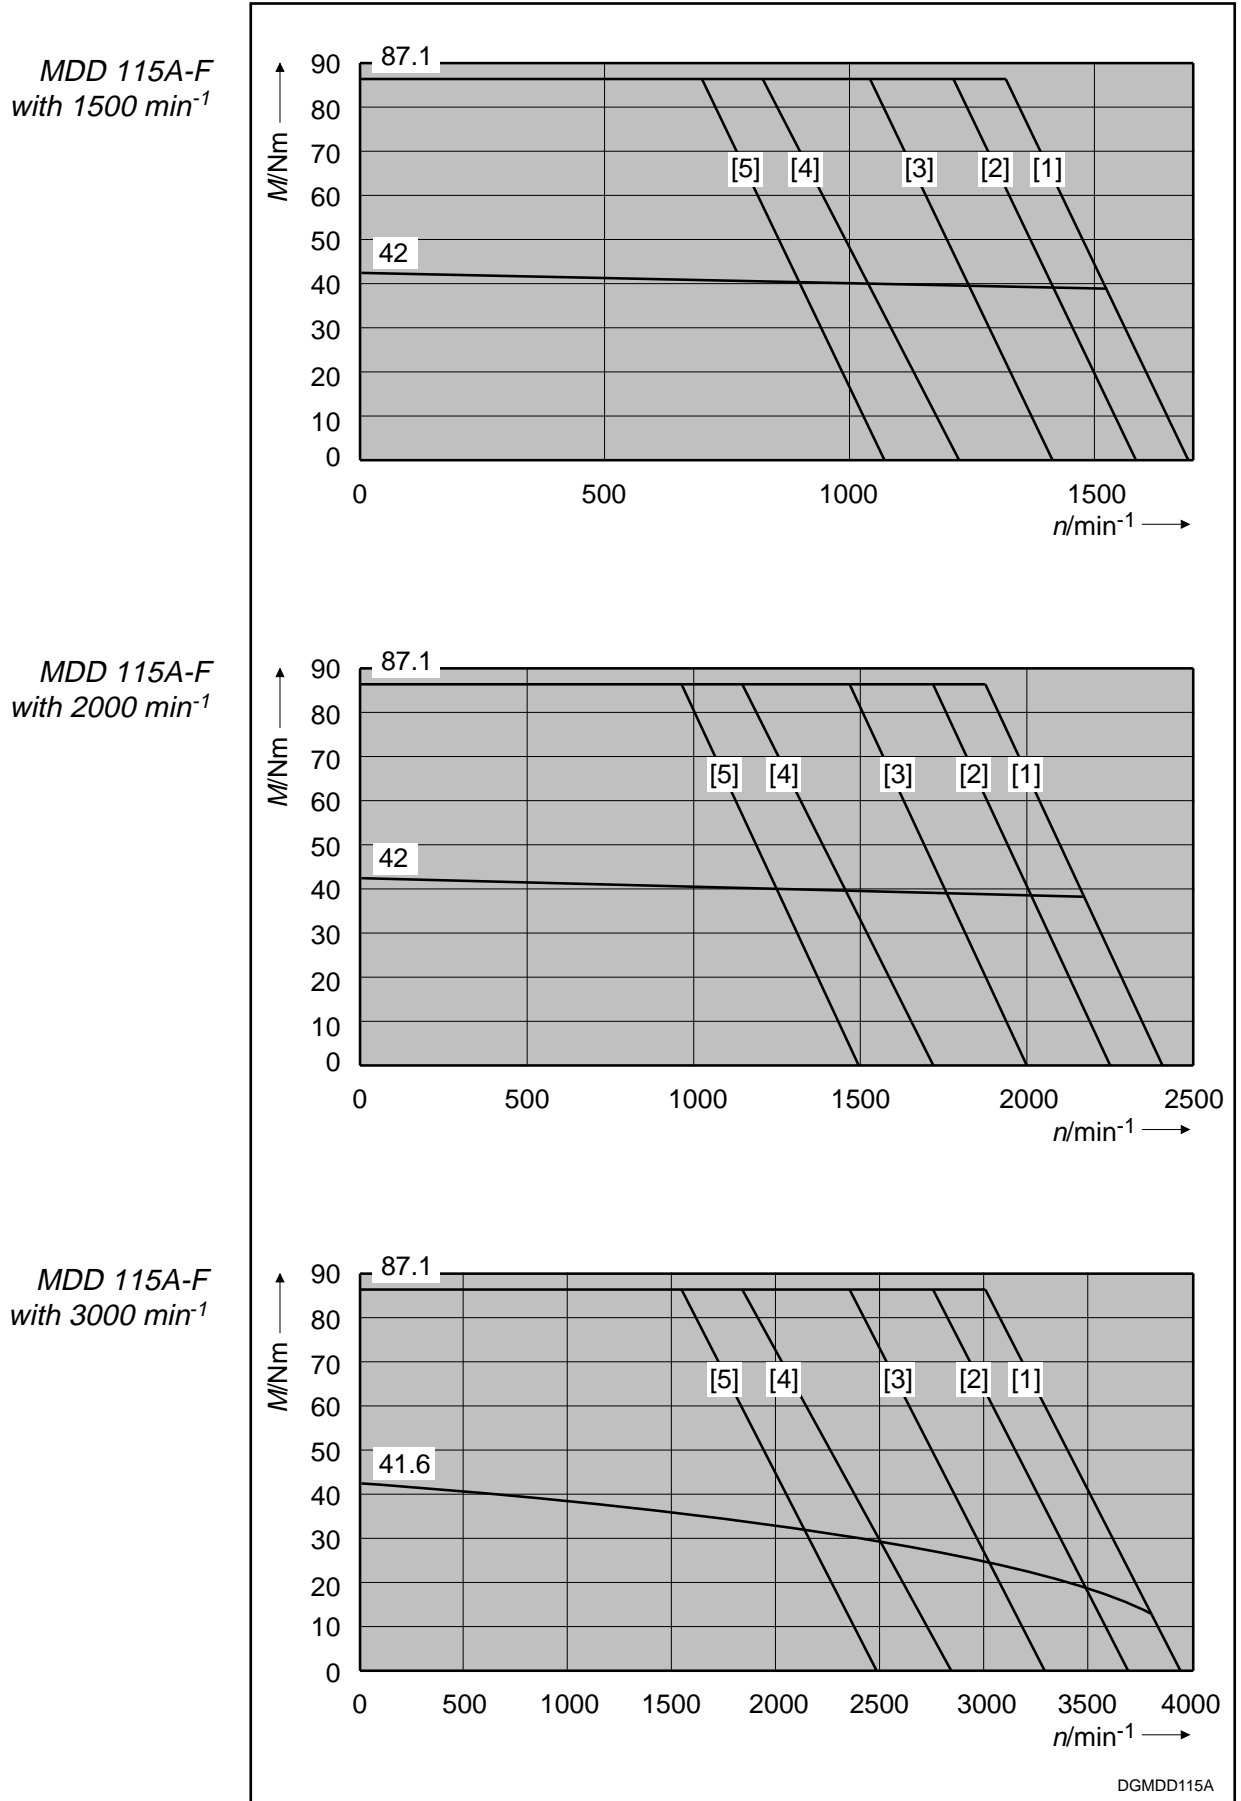 MDD 115A-F
with 1500 min-1
M/Nm
90
80
70
60
50
40
30
20
10
0
87.1
[5] [4] [3] [2] [1]
42
0 500 1000 1500
n/min-1
MDD 115A-F
with 2000 min-1
M/Nm
90
80
70
60
50
40
30
20
10
0
87.1
[5] [4] [3] [2] [1]
42
0 500 1000 1500 2000 2500
n/min-1
MDD 115A-F
with 3000 min-1
M/Nm
90
80
70
60
50
40
30
20
10
0
87.1
[5] [4] [3] [2] [1]
41.6
0 500 1000 1500 2000 2500 3000 3500 4000
n/min-1
DGMDD115A